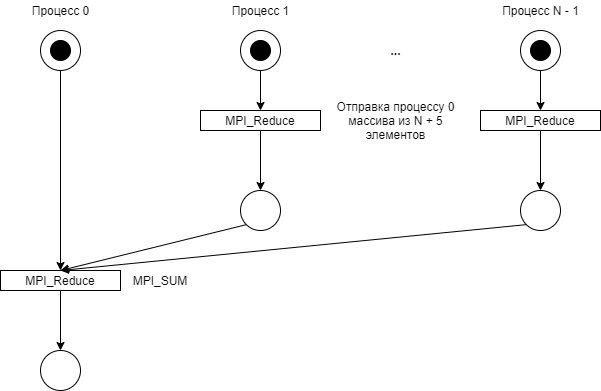 Процесс 0
Процесс 1
...
Процесс N - 1
MPI_Reduce
Отправка процессу 0
массива из N + 5
элементов
MPI_Reduce
MPI_Reduce
MPI_SUM